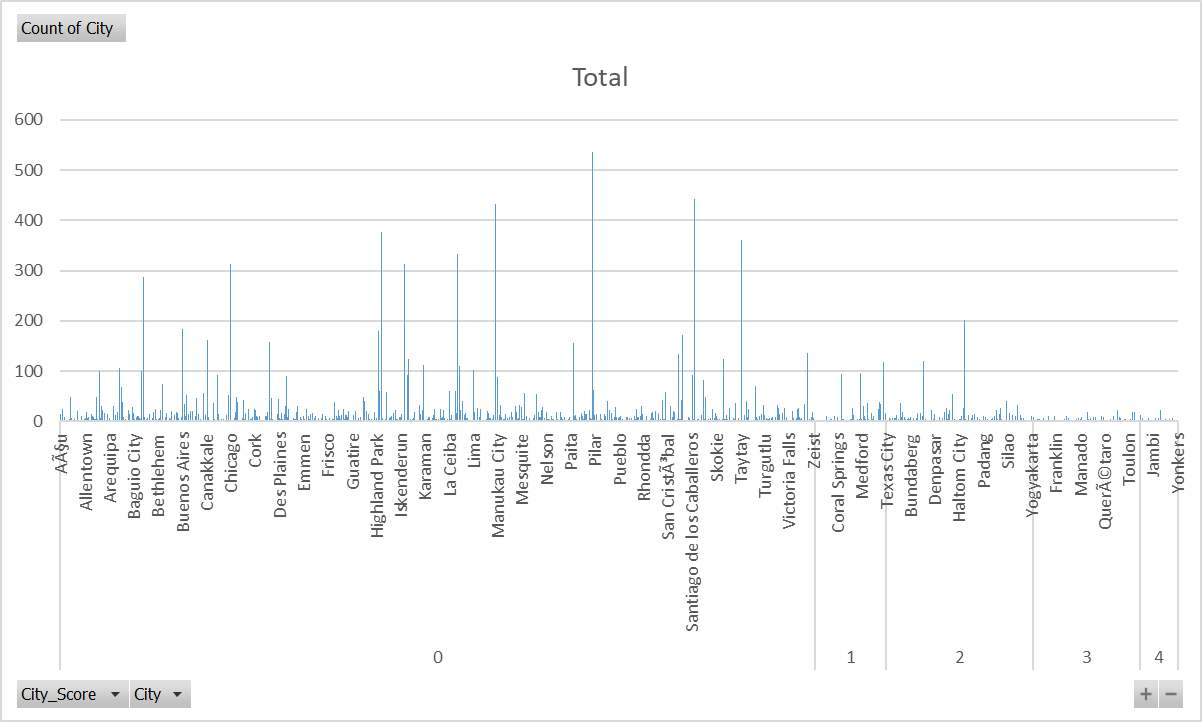 Count of City
Total
600
500
400
300
200
100
0
Ã§u
Allentown
Arequipa
Baguio City
Bethlehem
Buenos Aires
Canakkale
Chicago
Cork
Des Plaines
Emmen
Frisco
Guatire
Highland Park
Iskenderun
Karaman
La Ceiba
Lima
Manukau City
Mesquite
Nelson
Paita
Pilar
Pueblo
Rhondda
San CristÃ³bal
Santiago de los Caballeros
Skokie
Taytay
Turgutlu
Victoria Falls
Zeist
Coral Springs
Medford
Texas City
Bundaberg
Denpasar
Haltom City
Padang
Silao
Yogyakarta
Franklin
Manado
QuerÃ©taro
Toulon
Jambi
Yonkers
0
1
2
3
4
City_Score
City
+
−